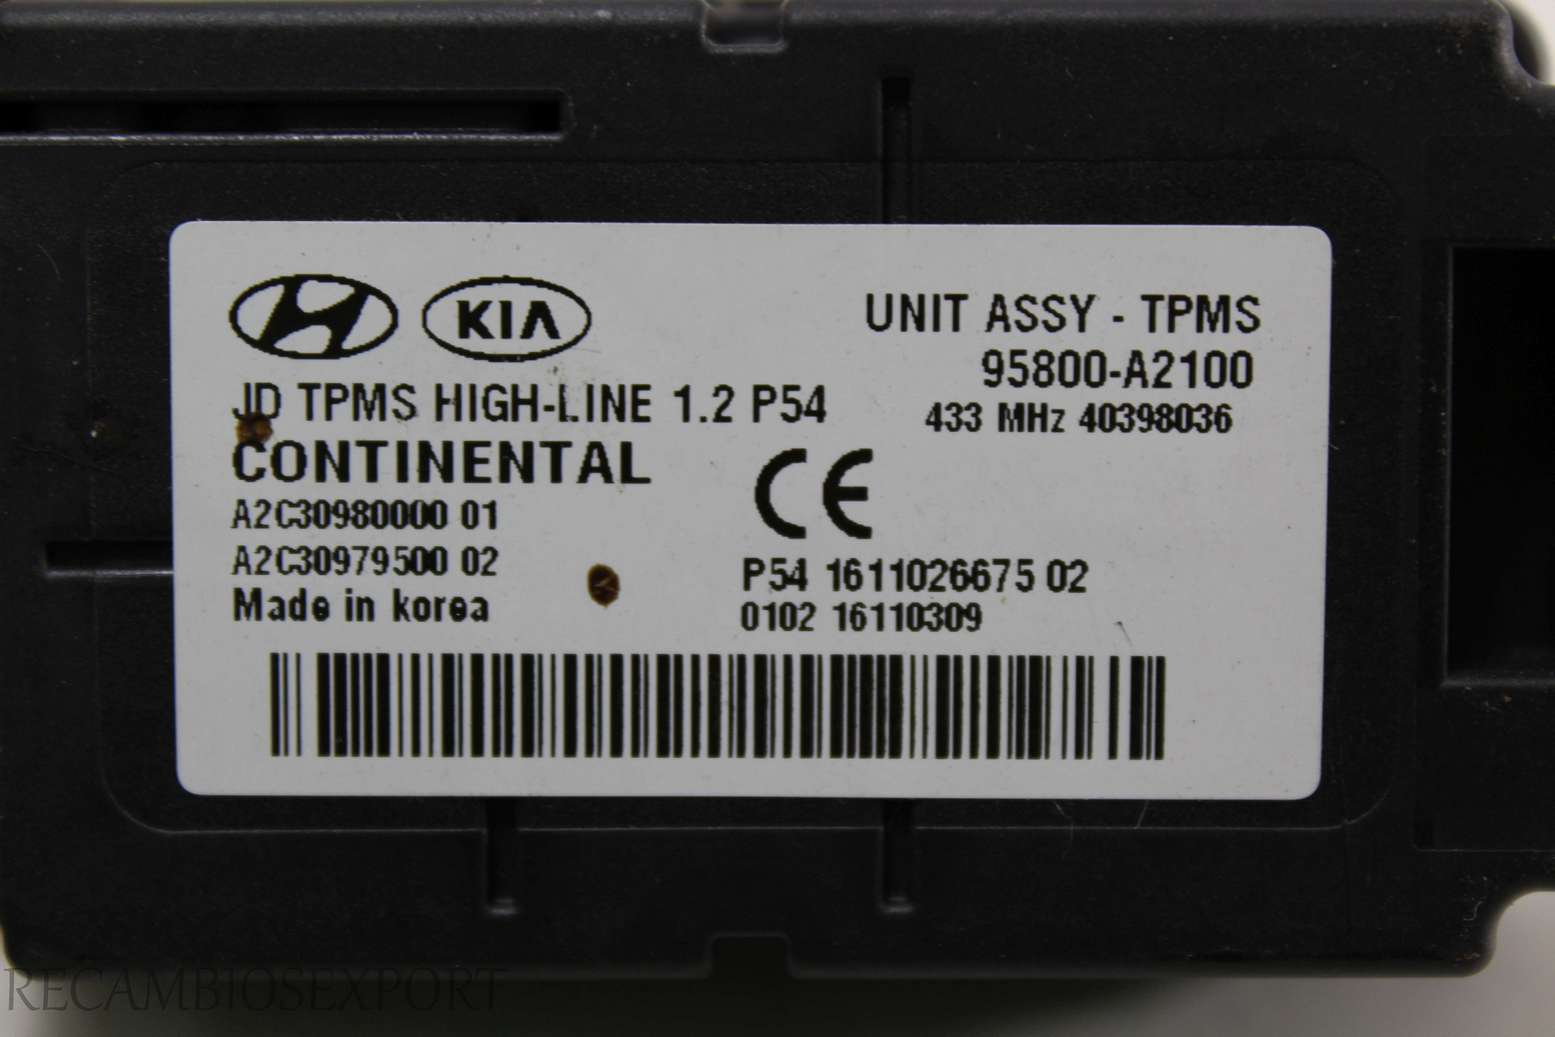 KIA
UNIT ASSY - TPMS
95800-A2100
433 MHz 40398036
JD TPMS HIGH-LINE 1.2 P54
CONTINENTAL
A2C30980000 01
A2C30979500 02
Made in korea
CE
P54 1611026675 02
0102 16110309
RECAMBIOSEXPORT